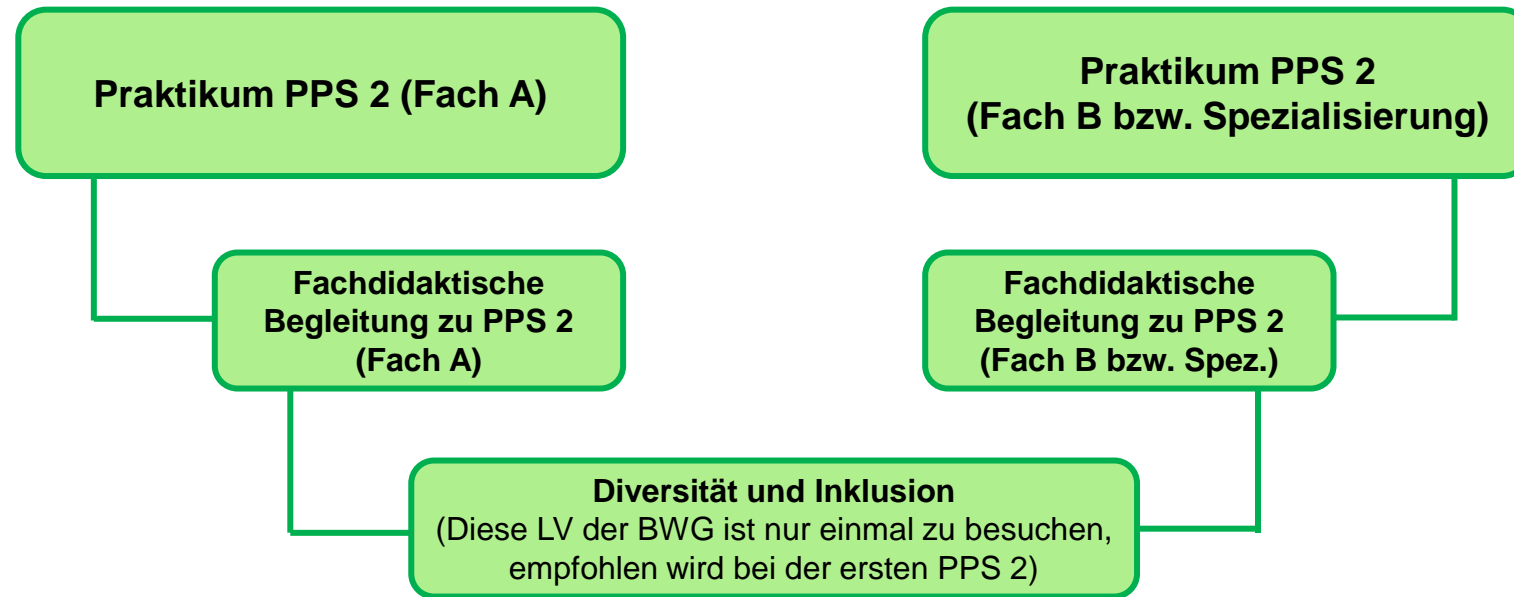 Praktikum PPS 2 (Fach A)
Praktikum PPS 2
(Fach B bzw. Spezialisierung)
Fachdidaktische
Begleitung zu PPS 2
(Fach A)
Fachdidaktische
Begleitung zu PPS 2
(Fach B bzw. Spez.)
Diversität und Inklusion
(Diese LV der BWG ist nur einmal zu besuchen,
empfohlen wird bei der ersten PPS 2)